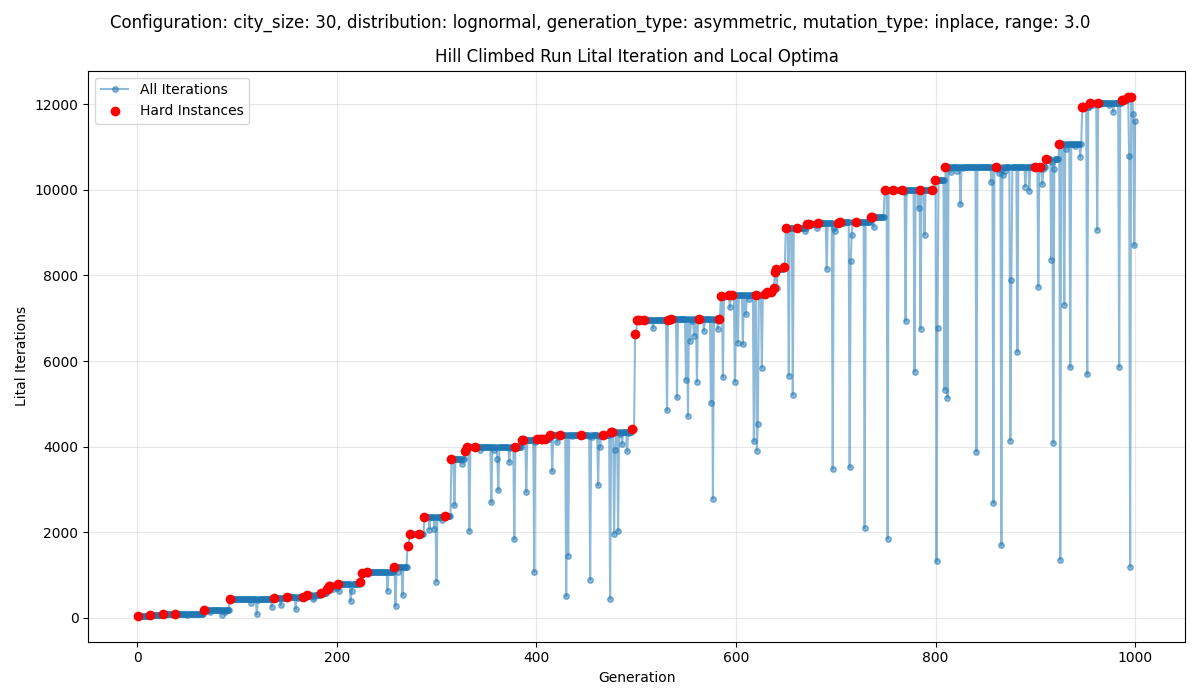 Configuration: city_size: 30, distribution: lognormal, generation_type: asymmetric, mutation_type: inplace, range: 3.0
Hill Climbed Run Lital Iteration and Local Optima
All Iterations
Hard Instances
Lital Iterations
12000
10000
8000
6000
4000
2000
0
0 200 400 600 800 1000
Generation